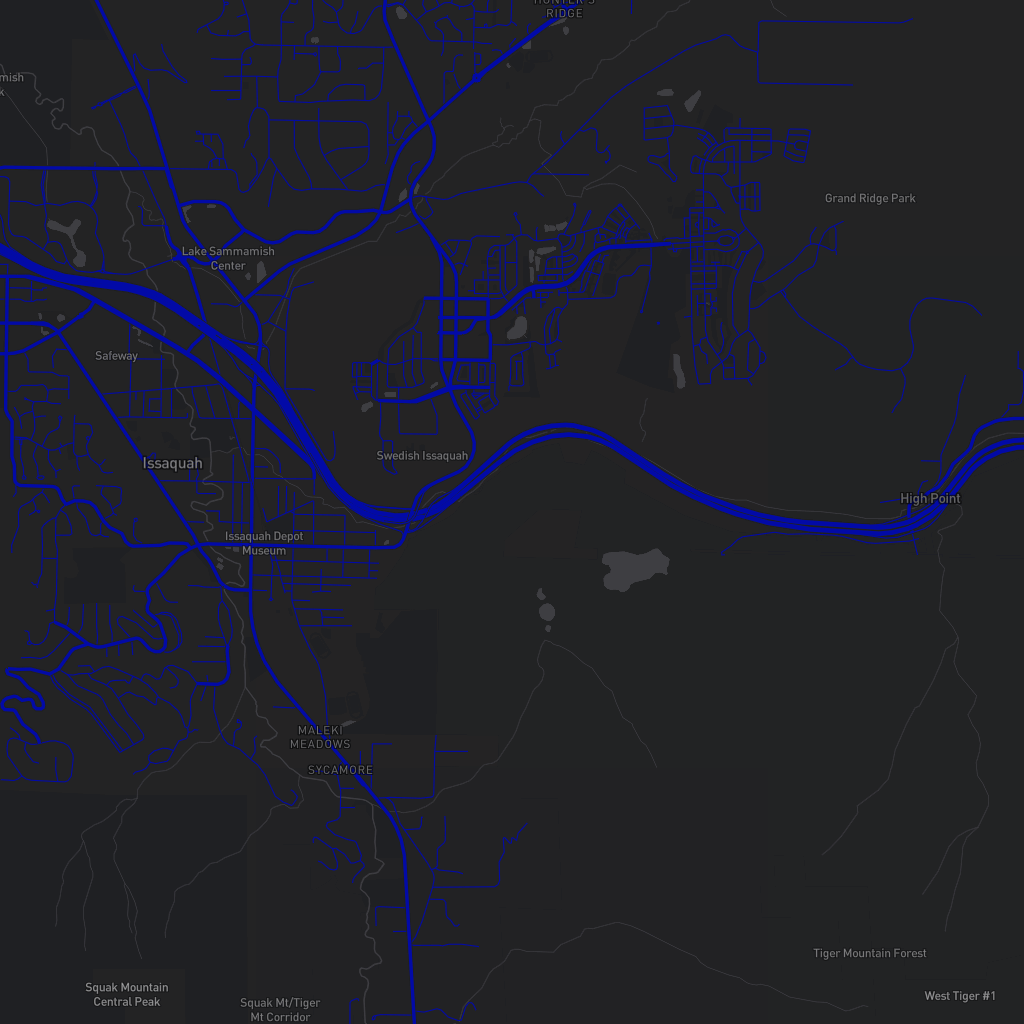 HUNTER'S
RIDGE
Grand Ridge Park
Lake Sammamish
Center
Safeway
Swedish Issaquah
Issaquah
High Point
Issaquah Depot
Museum
MALEKI
MEADOWS
SYCAMORE
Tiger Mountain Forest
Squak Mountain
Central Peak
West Tiger #1
Squak Mt/Tiger
Mt Corridor